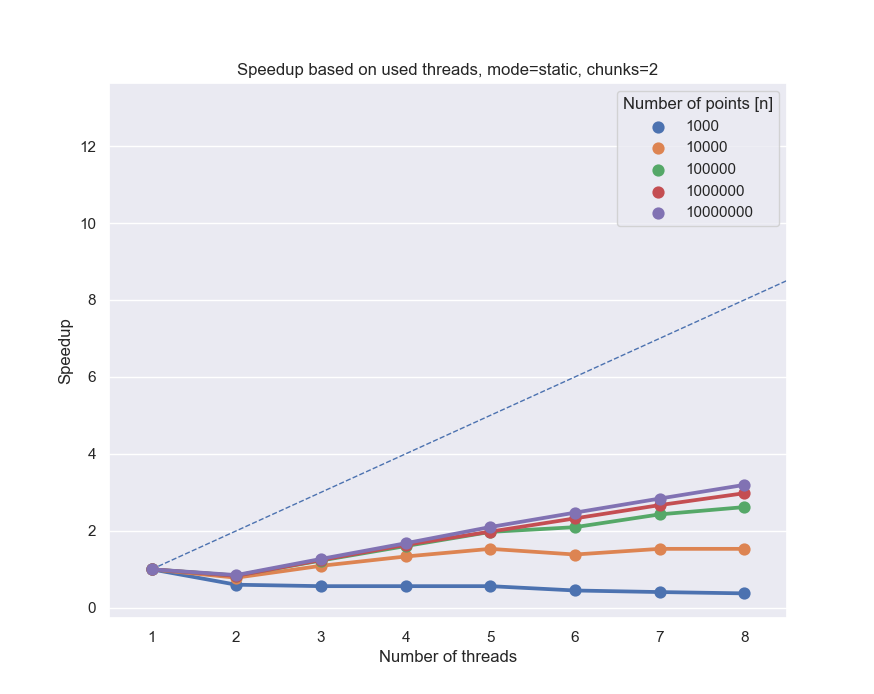 Speedup based on used threads, mode=static, chunks=2
Number of points [n]
1000
10000
100000
1000000
10000000
12
10
8
6
4
2
0
Speedup
1 2 3 4 5 6 7 8
Number of threads